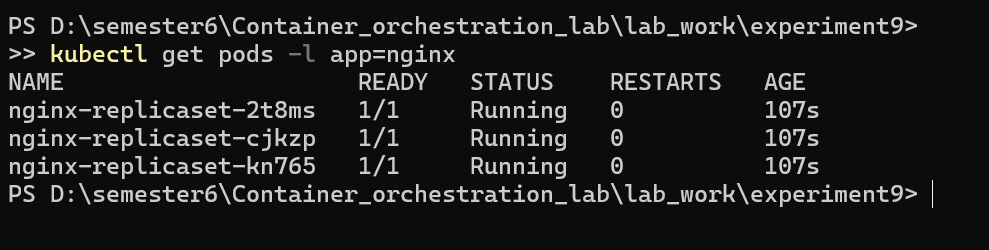 PS D:\semester6\Container_orchestration_lab\lab_work\experiment9>
>> kubectl get pods -l app=nginx
NAME                     READY   STATUS    RESTARTS   AGE
nginx-replicaset-2t8ms   1/1     Running   0          107s
nginx-replicaset-cjkzp   1/1     Running   0          107s
nginx-replicaset-kn765   1/1     Running   0          107s
PS D:\semester6\Container_orchestration_lab\lab_work\experiment9>